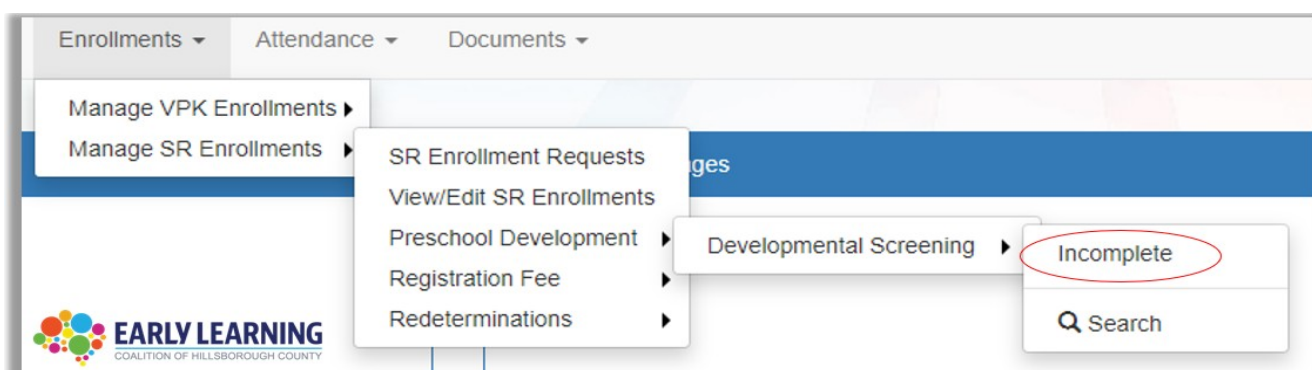 Enrollments Attendance Documents
Manage VPK Enrollments
Manage SR Enrollments
SR Enrollment Requests
View/Edit SR Enrollments
Preschool Development
Registration Fee
Redeterminations
Developmental Screening
Incomplete
Search
EARLY LEARNING
COALITION OF HILLSBOROUGH COUNTY